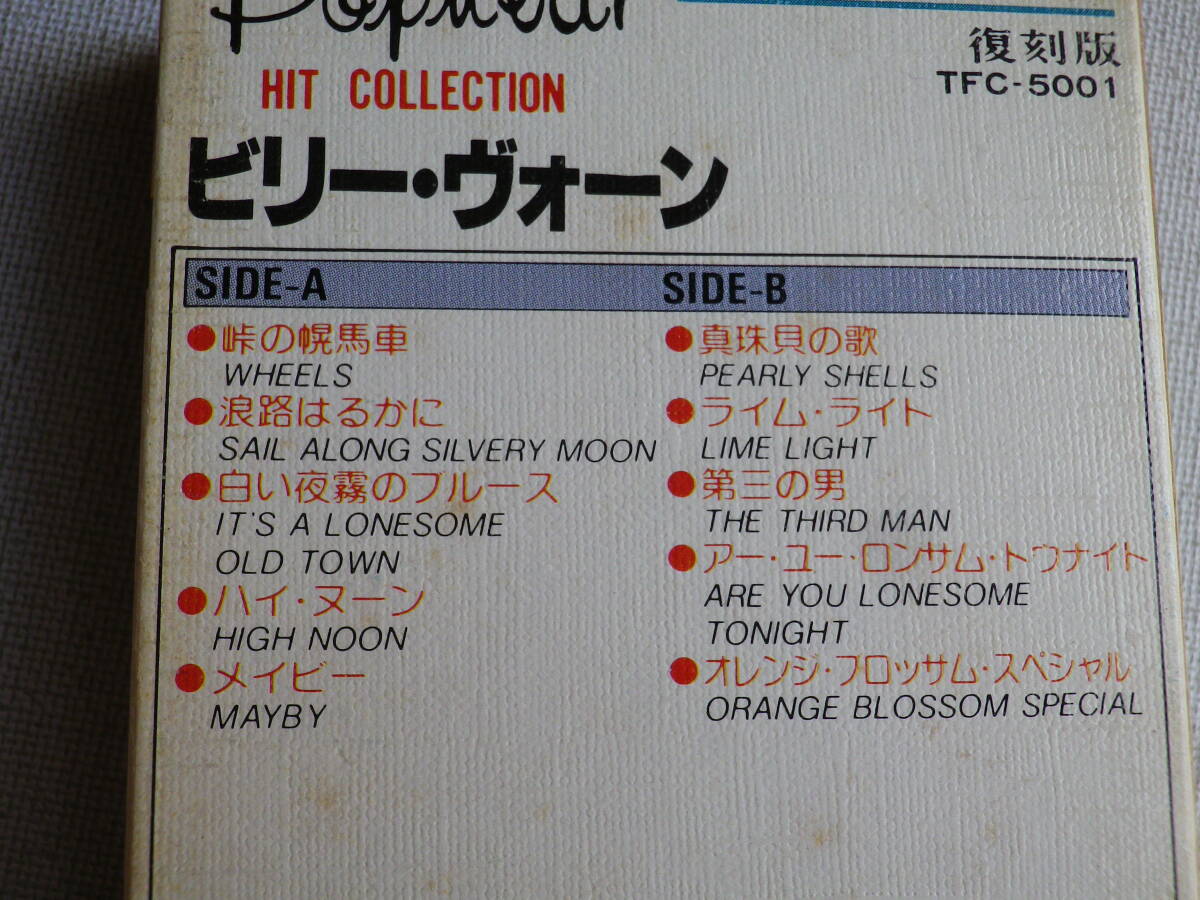 Popular
復刻版
TFC-5001
HIT COLLECTION
ビリー・ヴォーン
SIDE-A
●峠の幌馬車
WHEELS
●浪路はるかに
SAIL ALONG SILVERY MOON
●白い夜霧のブルース
IT'S A LONESOME
OLD TOWN
●ハイ・ヌーン
HIGH NOON
●メイビー
MAYBY
SIDE-B
●真珠貝の歌
PEARLY SHELLS
●ライム・ライト
LIME LIGHT
●第三の男
THE THIRD MAN
●アー・ユー・ロンサム・トゥナイト
ARE YOU LONESOME
TONIGHT
●オレンジ・ブロッサム・スペシャル
ORANGE BLOSSOM SPECIAL